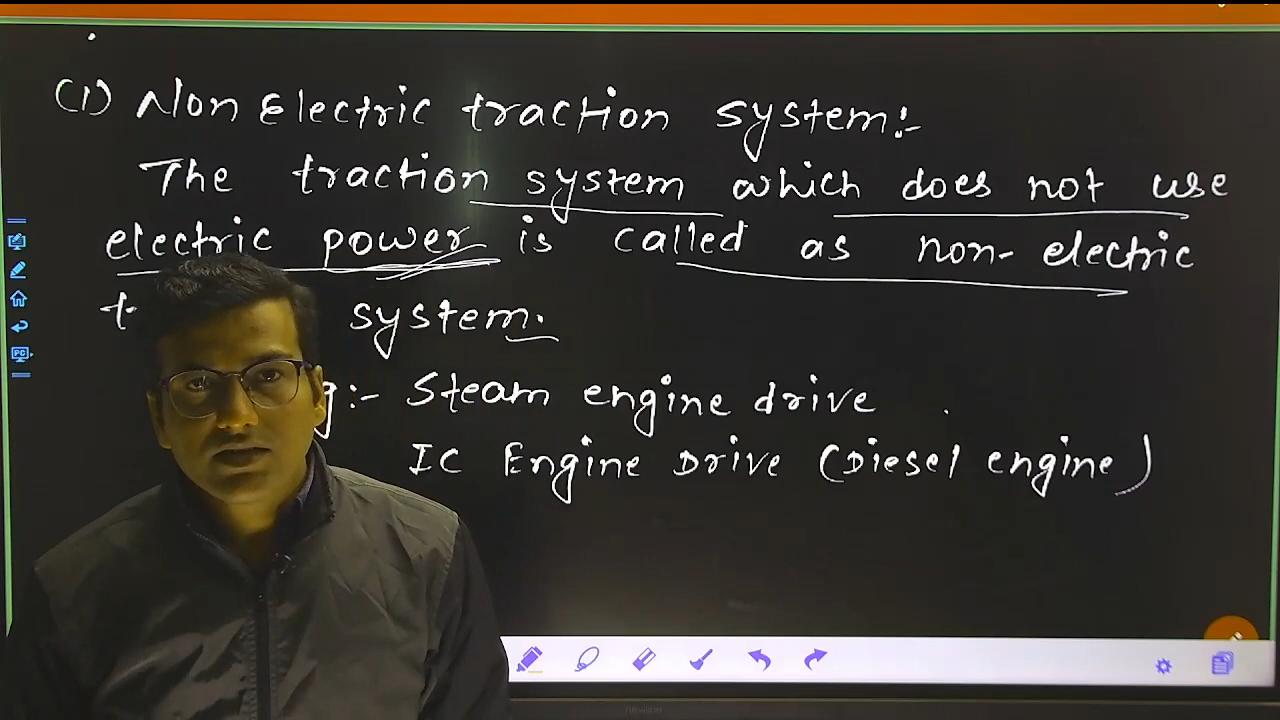 (1) Non Electric traction system:-
The traction system which does not use
electric power is called as non-electric
system.
:- Steam engine drive
IC Engine Drive (Diesel engine)
PC